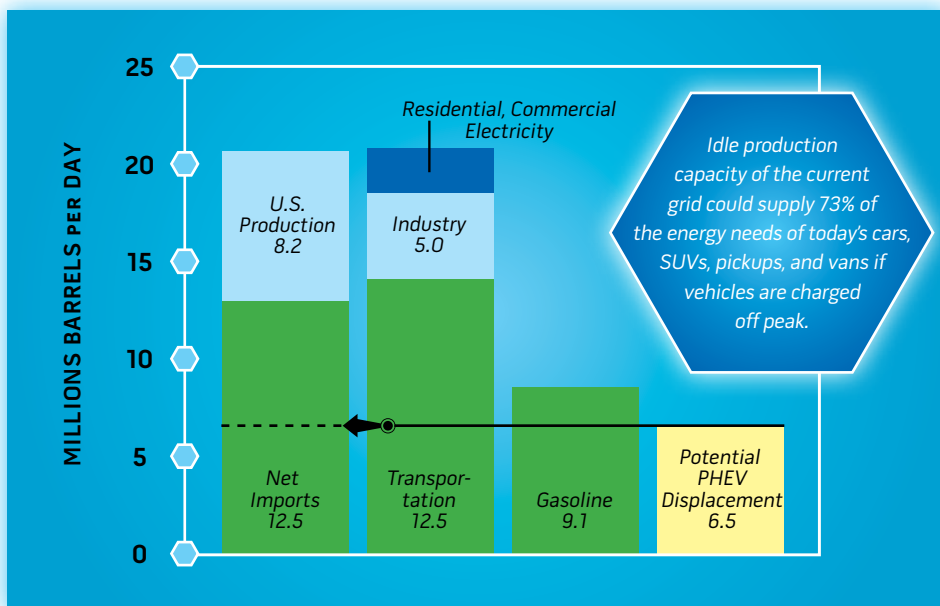 MILLIONS BARRELS PER DAY
25
20
15
10
5
0
Residential, Commercial
Electricity
U.S.
Production
8.2
Industry
5.0
Net
Imports
12.5
Transpor-
tation
12.5
Gasoline
9.1
Potential
PHEV
Displacement
6.5
Idle production
capacity of the current
grid could supply 73% of
the energy needs of today's cars,
SUVs, pickups, and vans if
vehicles are charged
off peak.